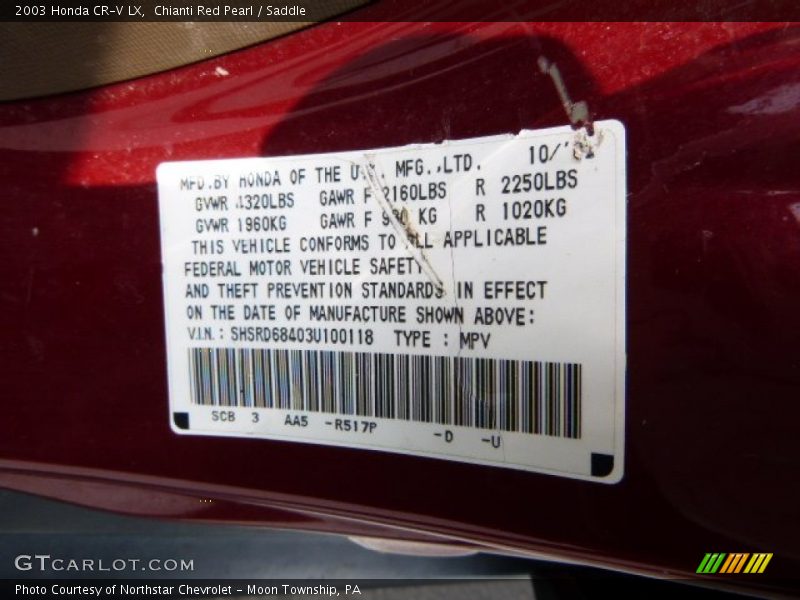 2003 Honda CR-V LX,  Chianti Red Pearl / Saddle
MFD.BY HONDA OF THE MFG.,LTD. 10/
GVWR 4320LBS GAWR F 2160LBS R 2250LBS
GVWR 1960KG GAWR F KG R 1020KG
THIS VEHICLE CONFORMS TO ALL APPLICABLE
FEDERAL MOTOR VEHICLE SAFETY
AND THEFT PREVENTION STANDARDS IN EFFECT
ON THE DATE OF MANUFACTURE SHOWN ABOVE:
V.I.N.: SHSRD68403U100118 TYPE : MPV
SCB 3 AA5 -R517P -D -U
GTCARLOT.COM
Photo Courtesy of Northstar Chevrolet - Moon Township, PA